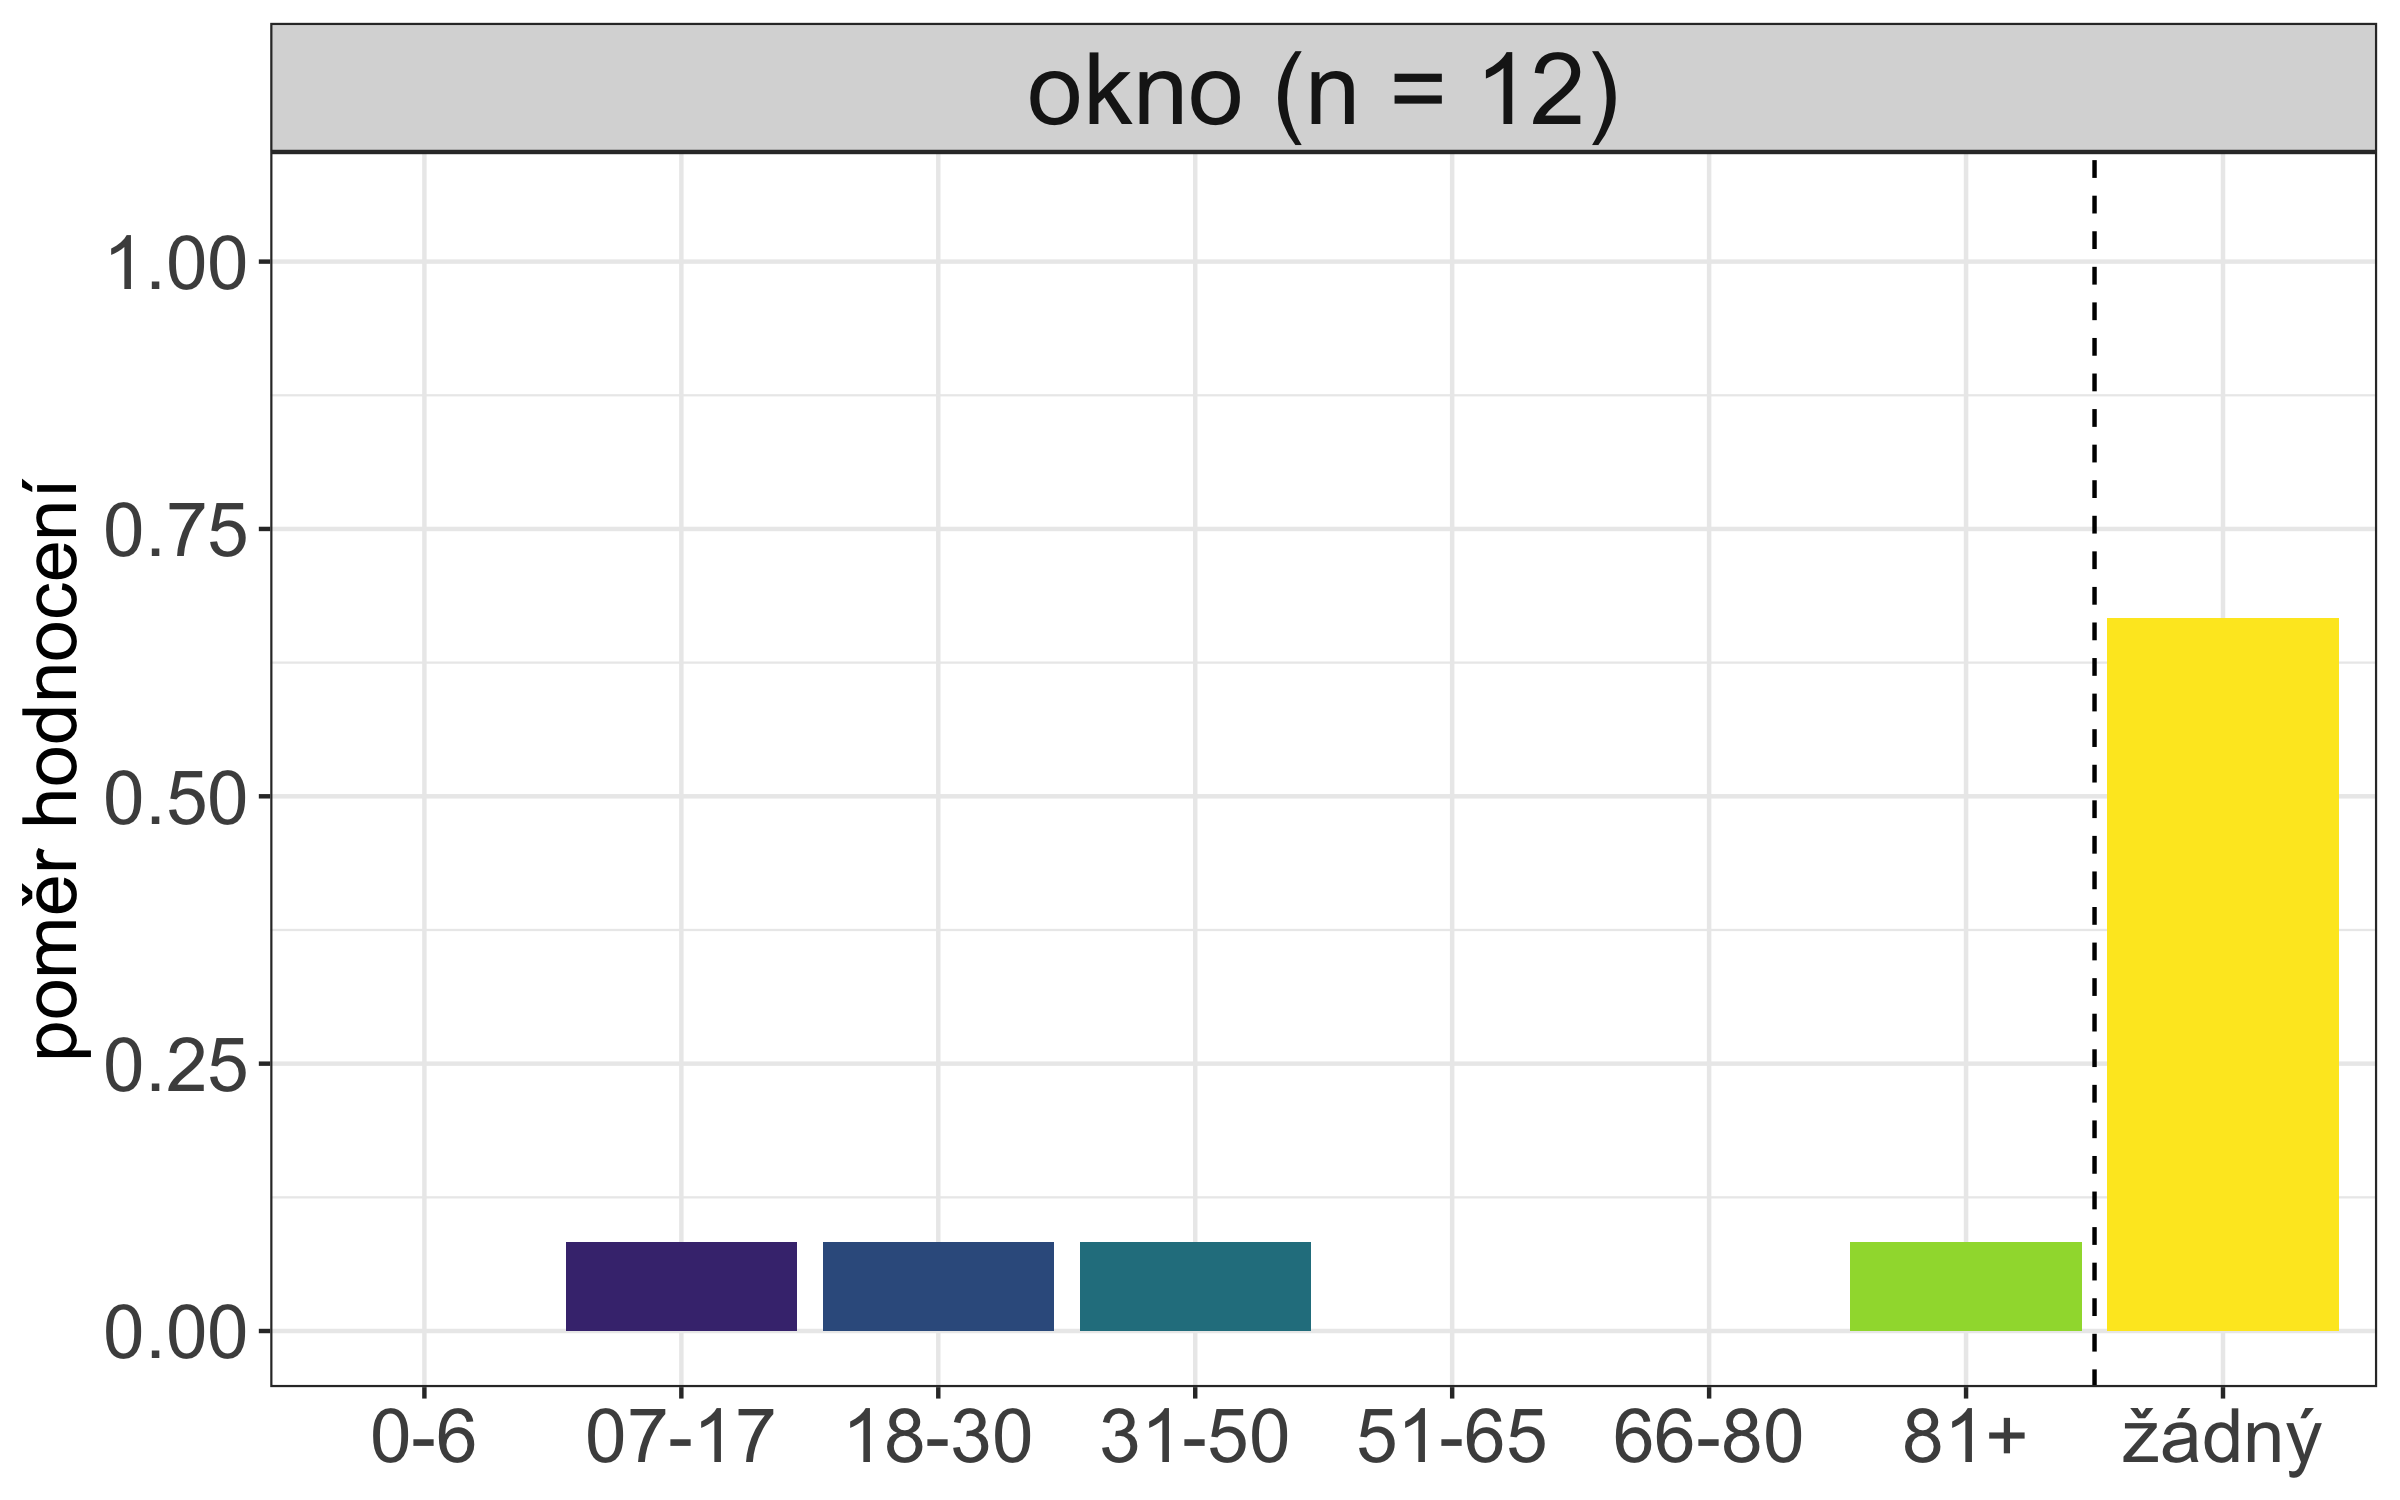 okno (n = 12)
poměr hodnocení
1.00
0.75
0.50
0.25
0.00
0-6 07-17 18-30 31-50 51-65 66-80 81+ žádný